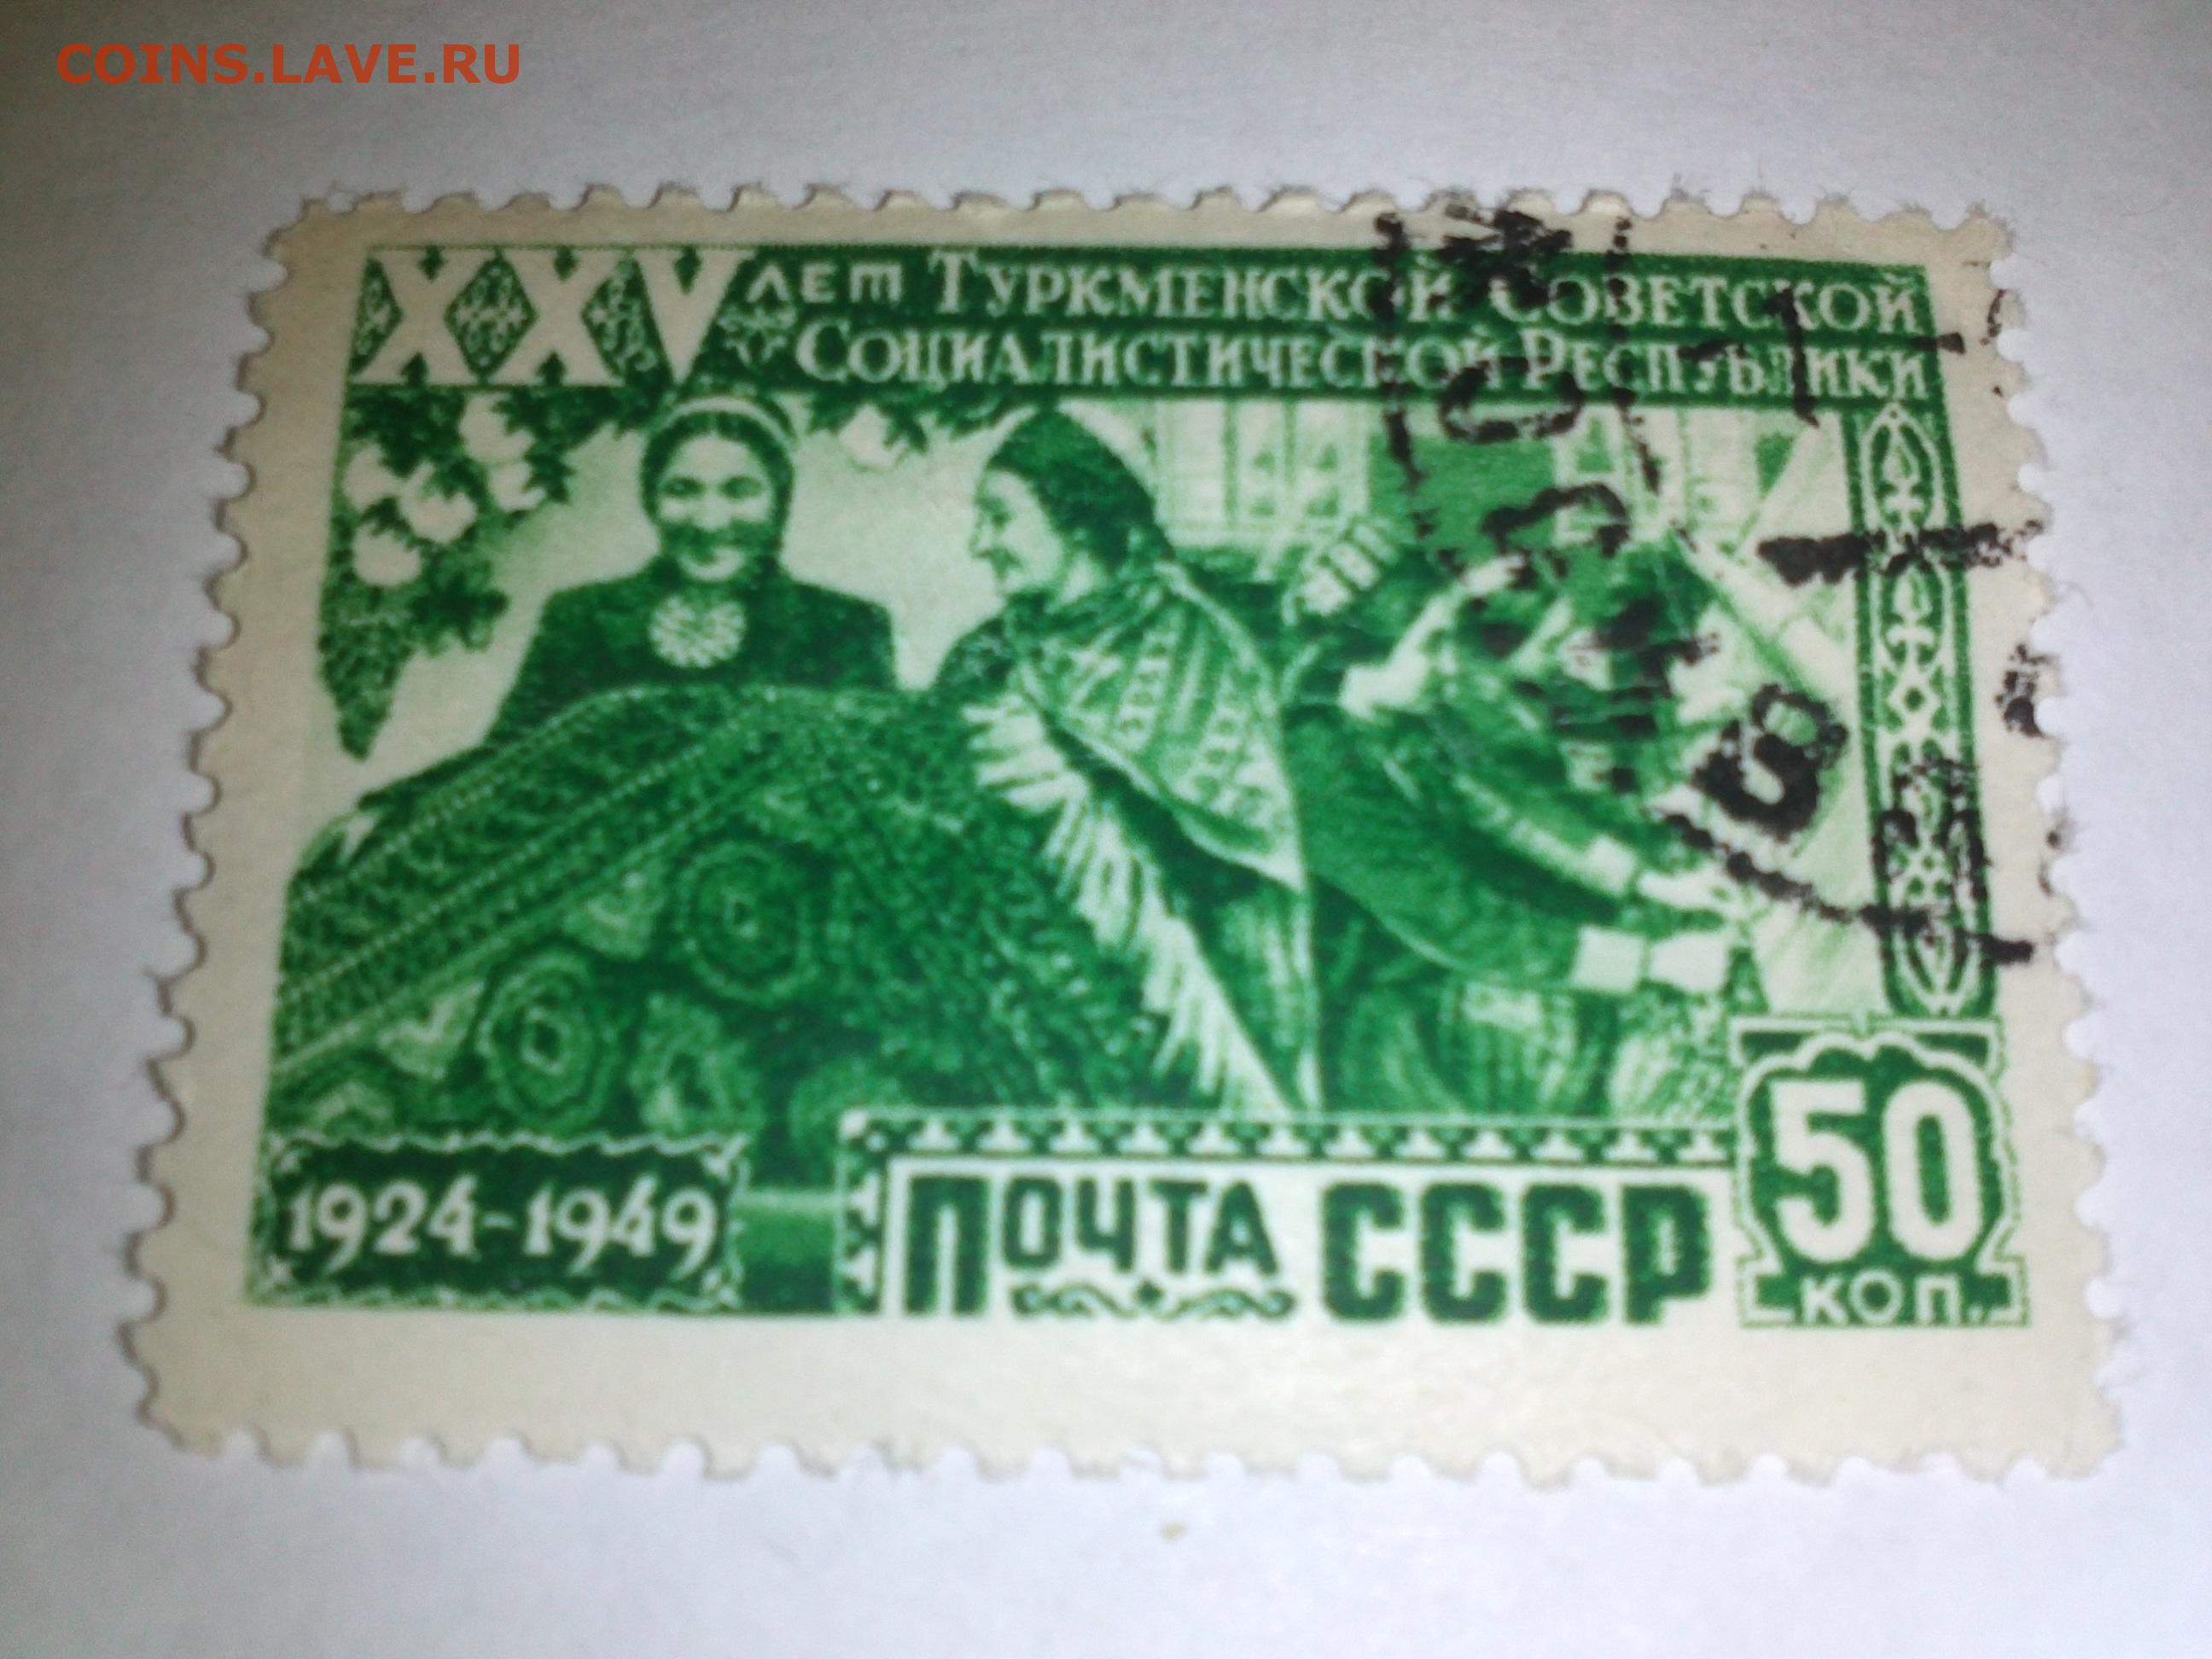 COINS.LAVE.RU
XXV ЛЕТ ТУРКМЕНСКОЙ СОВЕТСКОЙ
СОЦИАЛИСТИЧЕСКОЙ РЕСПУБЛИКИ
1924-1949
ПОЧТА СССР
50
КОП.